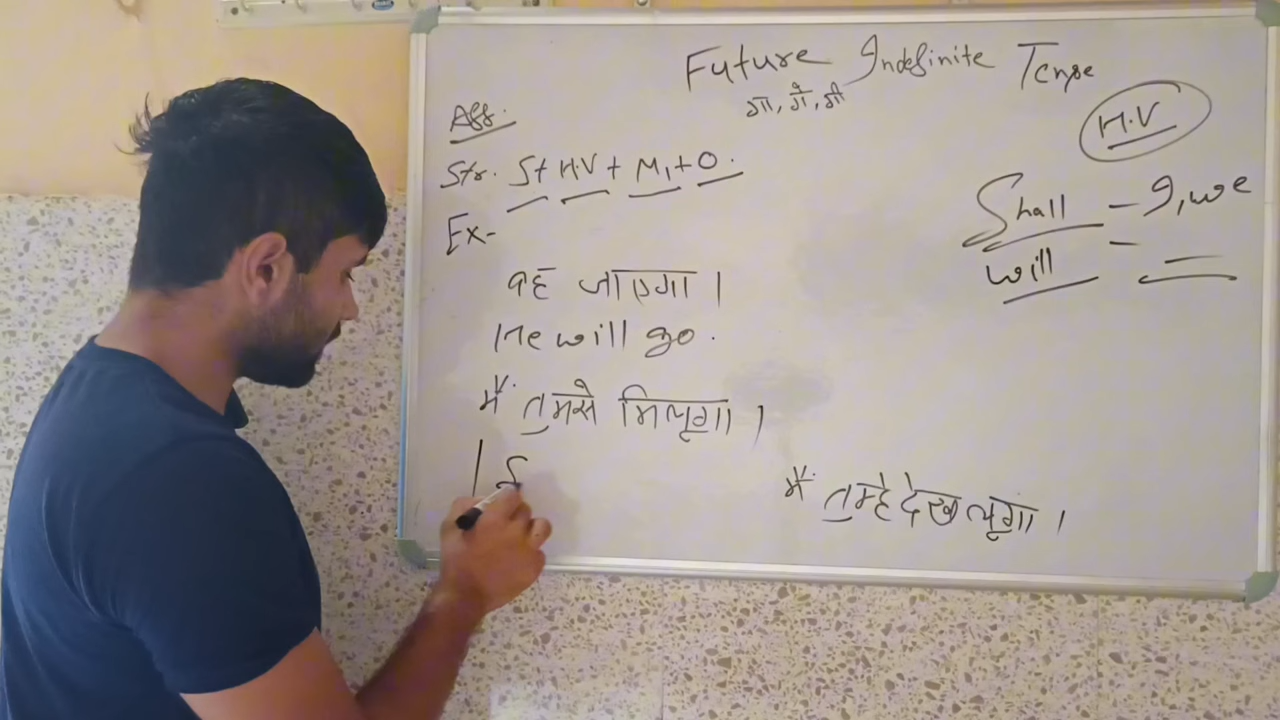 Future Indefinite Tense
गा, गे, गी
Aff.
Str. S+ H.V + M₁ + O.
Ex-
वह जाएगा।
He will go.
मैं तुमसे मिलूगा।
I S
H.V
Shall - I, we
will -
मैं तुम्हे देख लूगा।